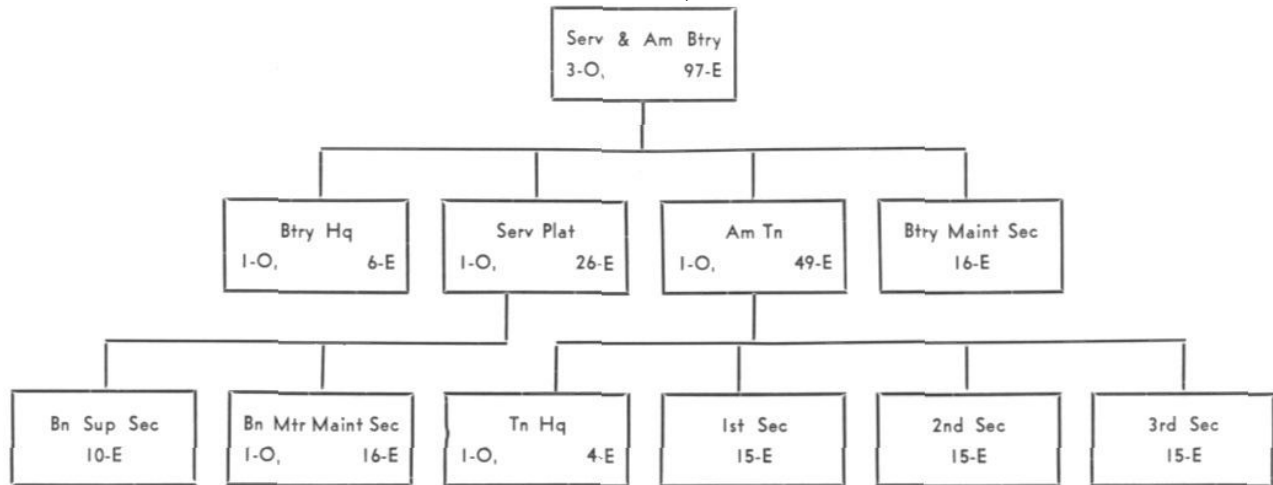 Serv & Am Btry
3-O, 97-E
Btry Hq
1-O, 6-E
Serv Plat
1-O, 26-E
Am Tn
1-O, 49-E
Btry Maint Sec
16-E
Bn Sup Sec
10-E
Bn Mtr Maint Sec
1-O, 16-E
Tn Hq
1-O, 4-E
1st Sec
15-E
2nd Sec
15-E
3rd Sec
15-E